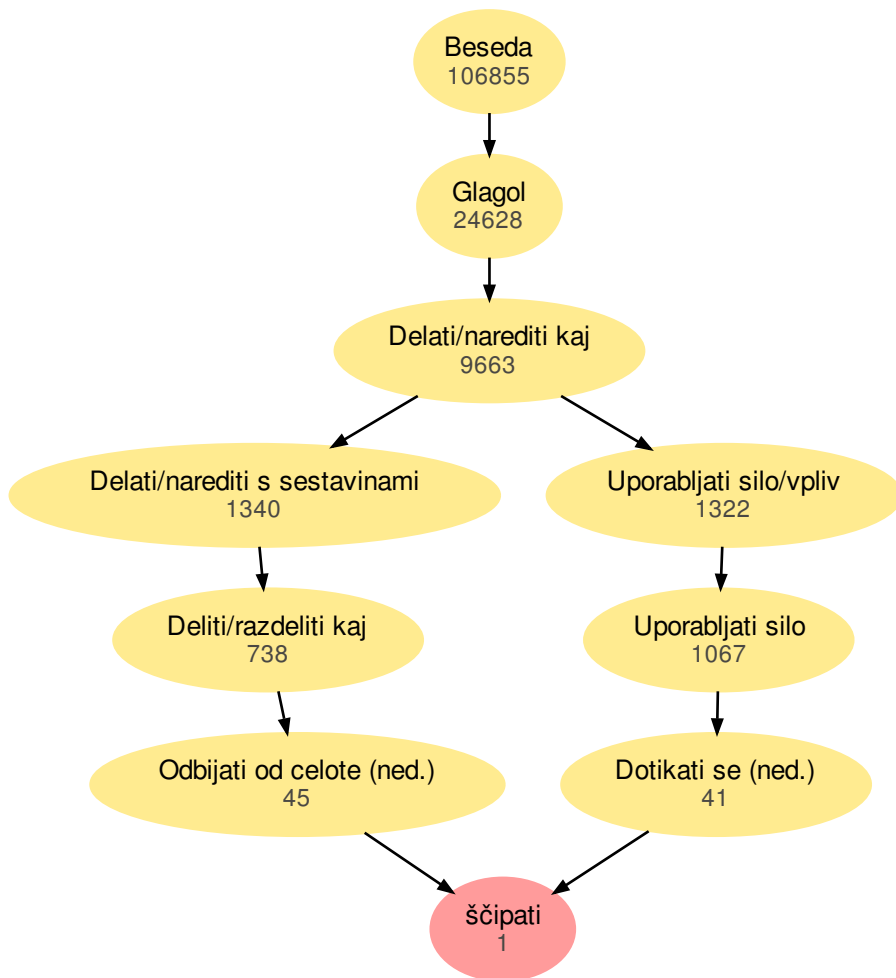 Beseda
106855
Glagol
24628
Delati/narediti kaj
9663
Delati/narediti s sestavinami
1340
Uporabljati silo/vpliv
1322
Deliti/razdeliti kaj
738
Uporabljati silo
1067
Odbijati od celote (ned.)
45
Dotikati se (ned.)
41
ščipati
1